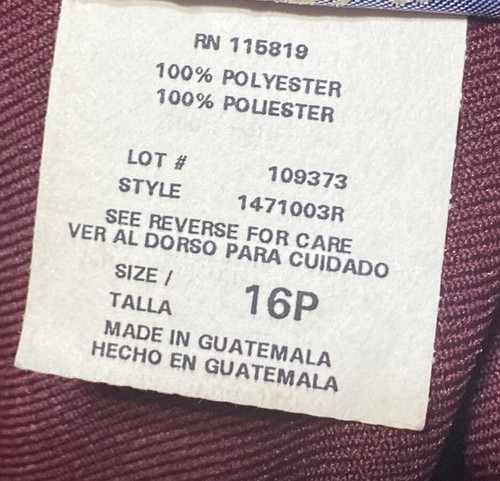 RN 115819
100% POLYESTER
100% POLIESTER
LOT # 109373
STYLE 1471003R
SEE REVERSE FOR CARE
VER AL DORSO PARA CUIDADO
SIZE / 
TALLA 16P
MADE IN GUATEMALA
HECHO EN GUATEMALA